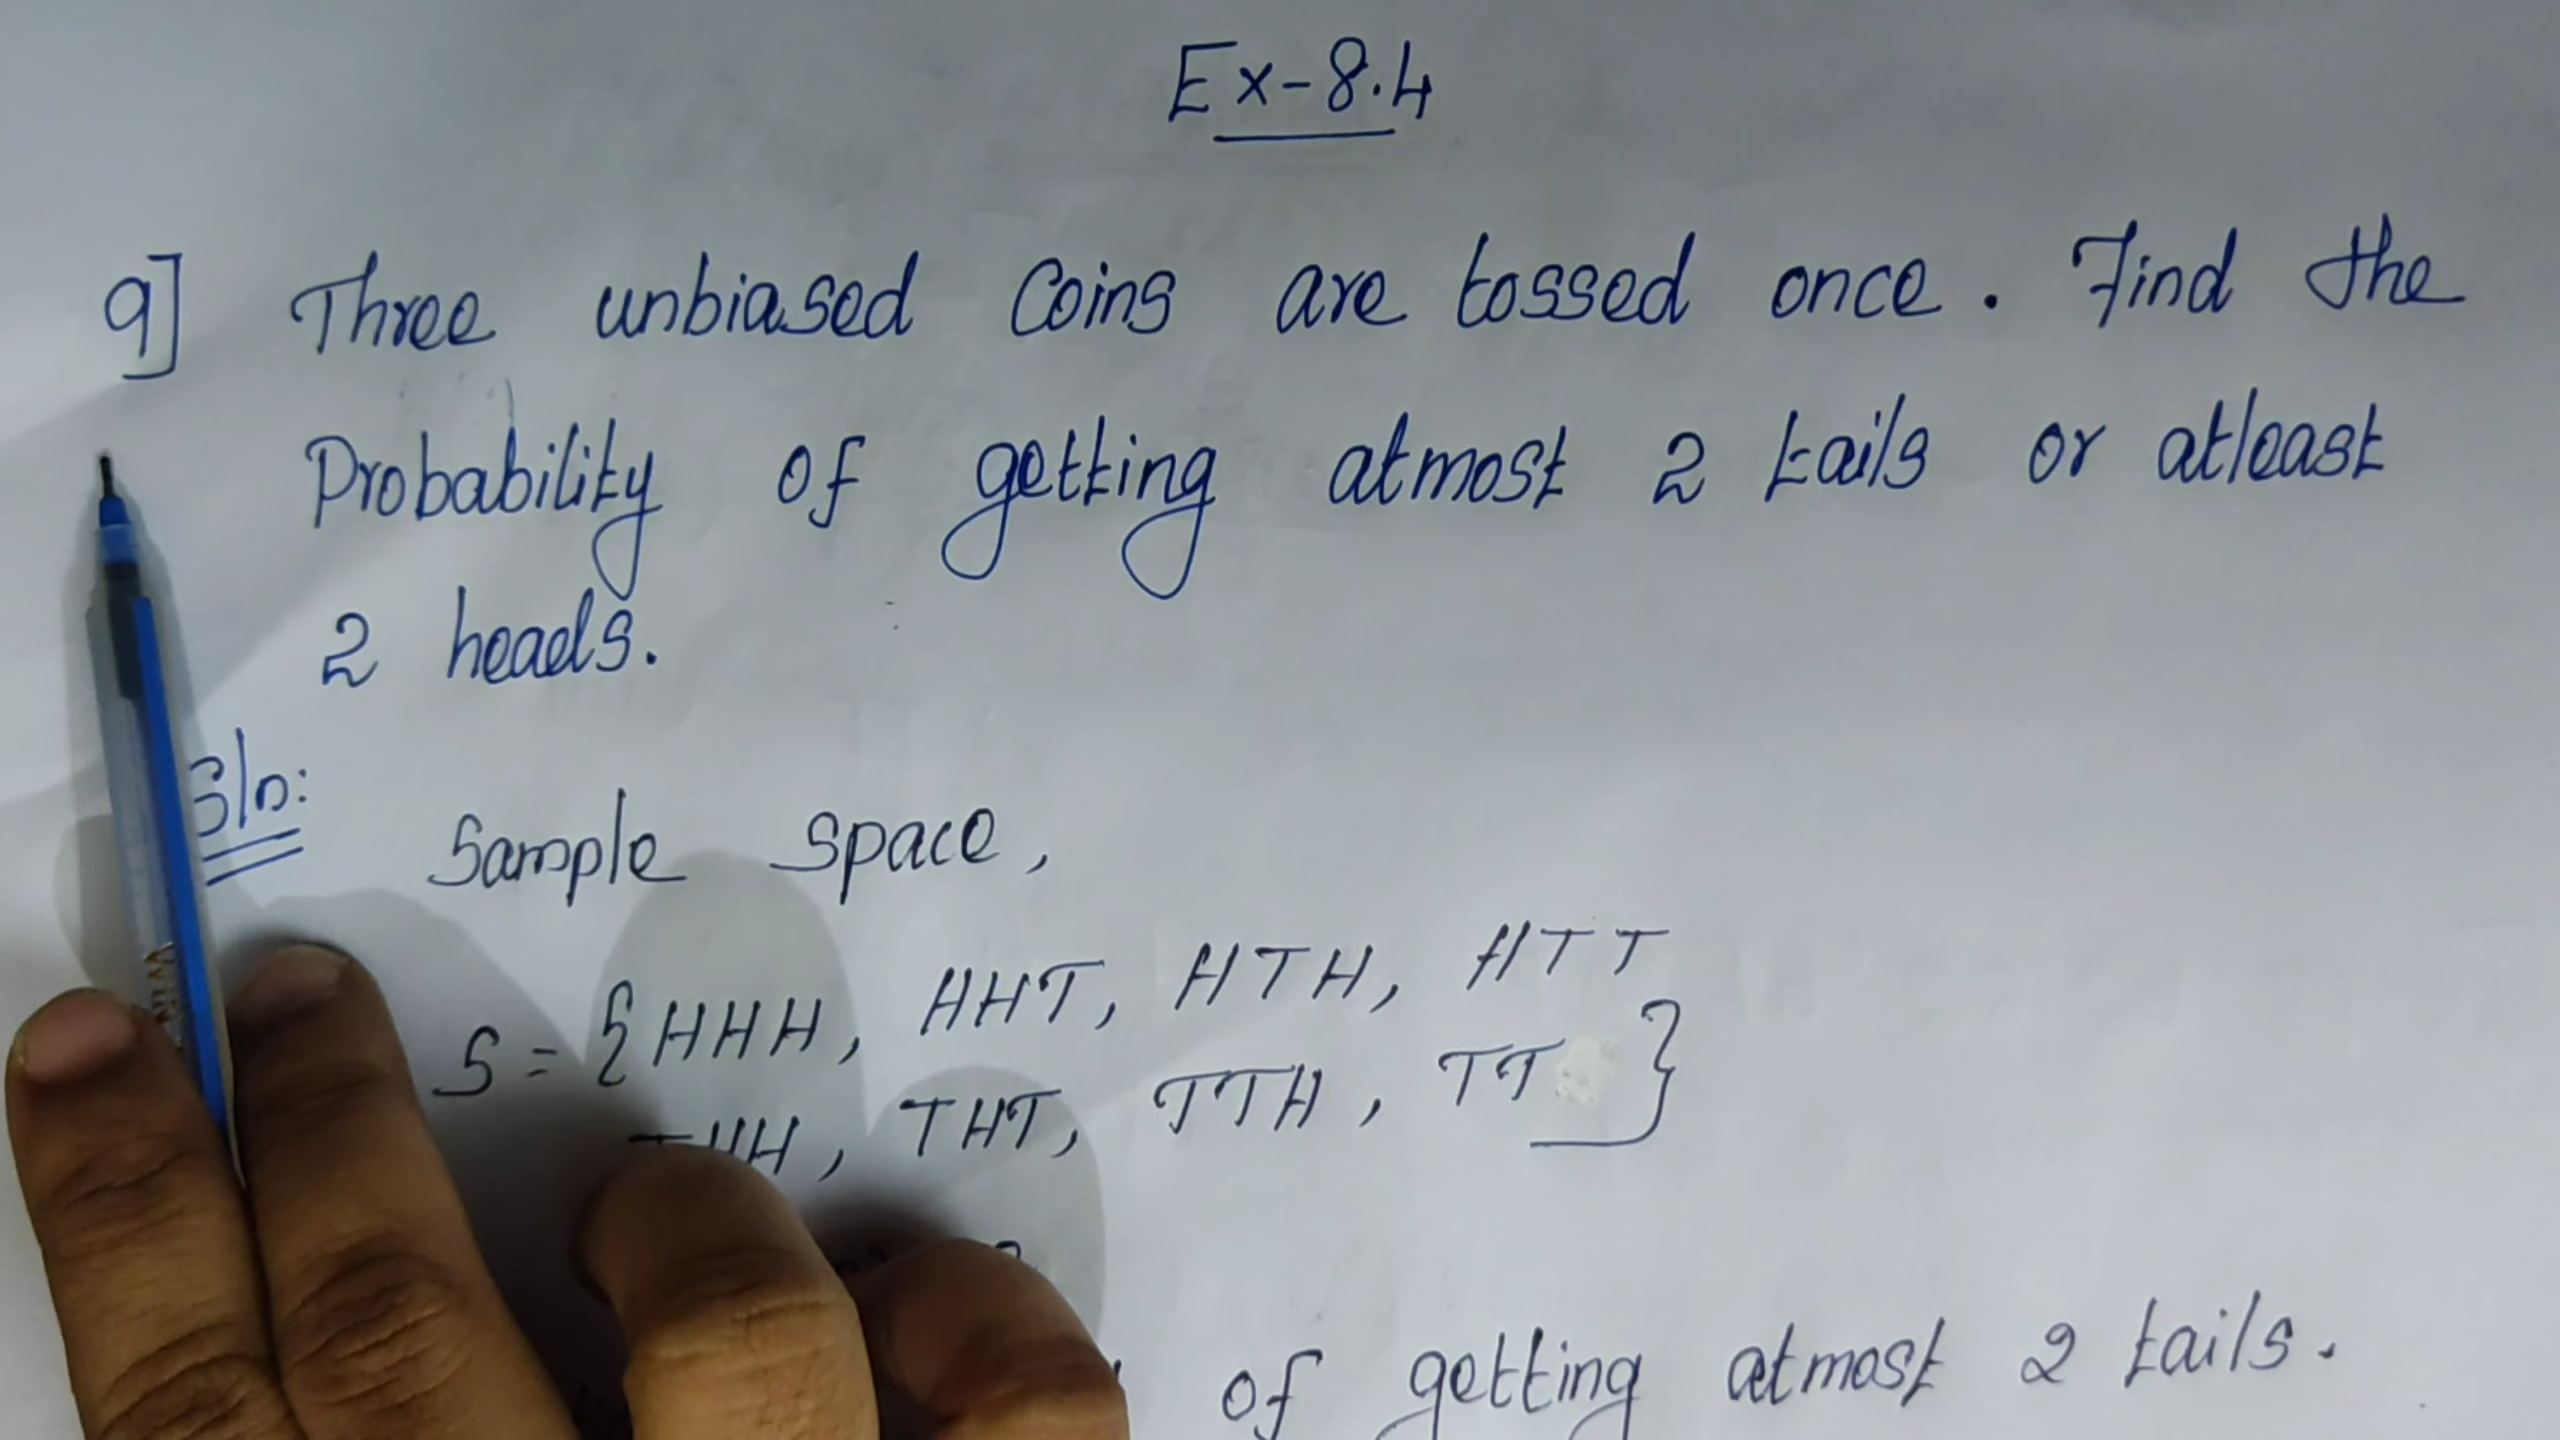 Ex-8.4
9] Three unbiased Coins are tossed once. Find the
Probability of getting atmost 2 tails or atleast
2 heads.
Sln:
Sample space,
S = {HHH, HHT, HTH, HTT
THH, THT, TTH, TT }
of getting atmost 2 tails.